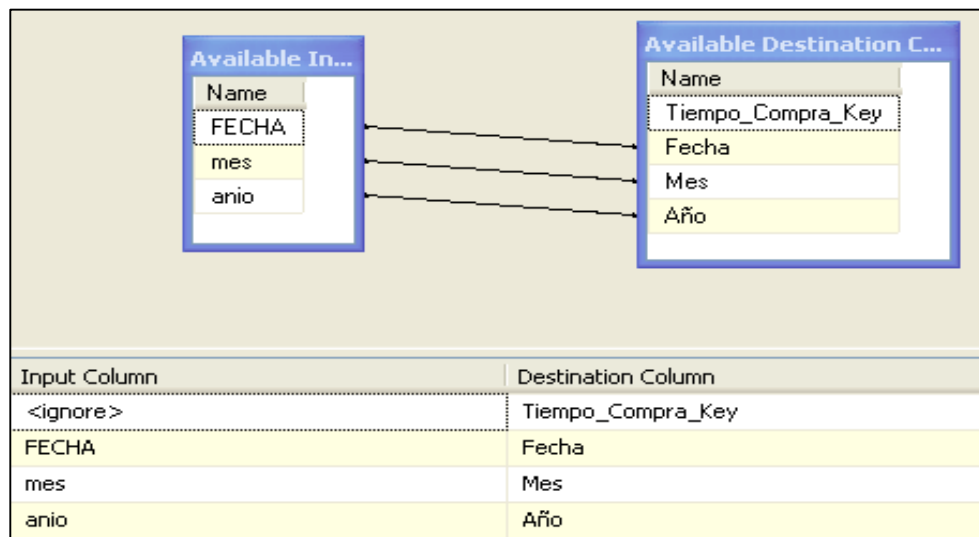 Available In...
Name
FECHA
mes
anio
Available Destination C...
Name
Tiempo_Compra_Key
Fecha
Mes
Año
Input Column Destination Column
<ignore> Tiempo_Compra_Key
FECHA Fecha
mes Mes
anio Año